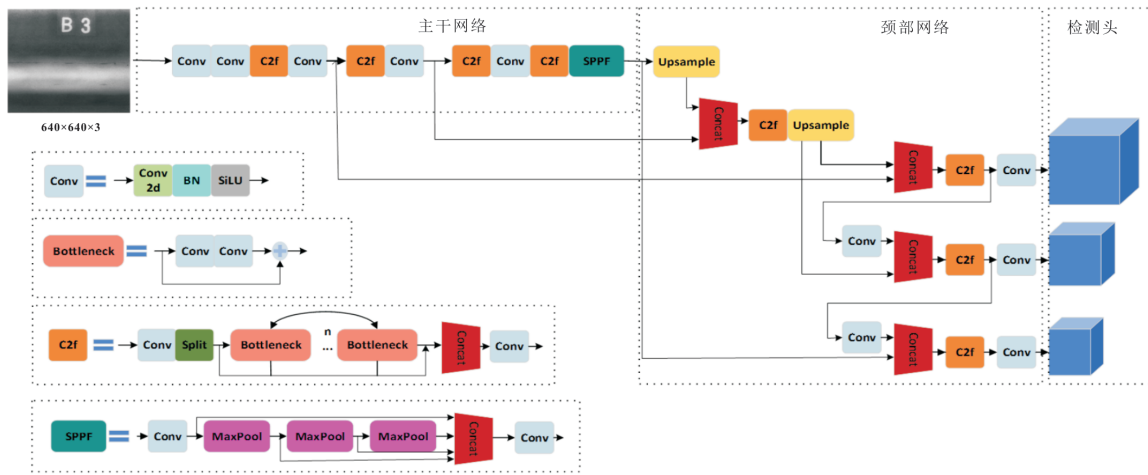 B 3
640×640×3
主干网络
颈部网络
检测头
Conv Conv C2f Conv C2f Conv C2f Conv C2f SPPF Upsample
Concat C2f Upsample
Concat C2f Conv
Conv Concat C2f Conv
Conv Concat C2f Conv
Conv Conv 2d BN SiLU
Bottleneck Conv Conv +
C2f Conv Split Bottleneck n ... Bottleneck Concat Conv
SPPF Conv MaxPool MaxPool MaxPool Concat Conv